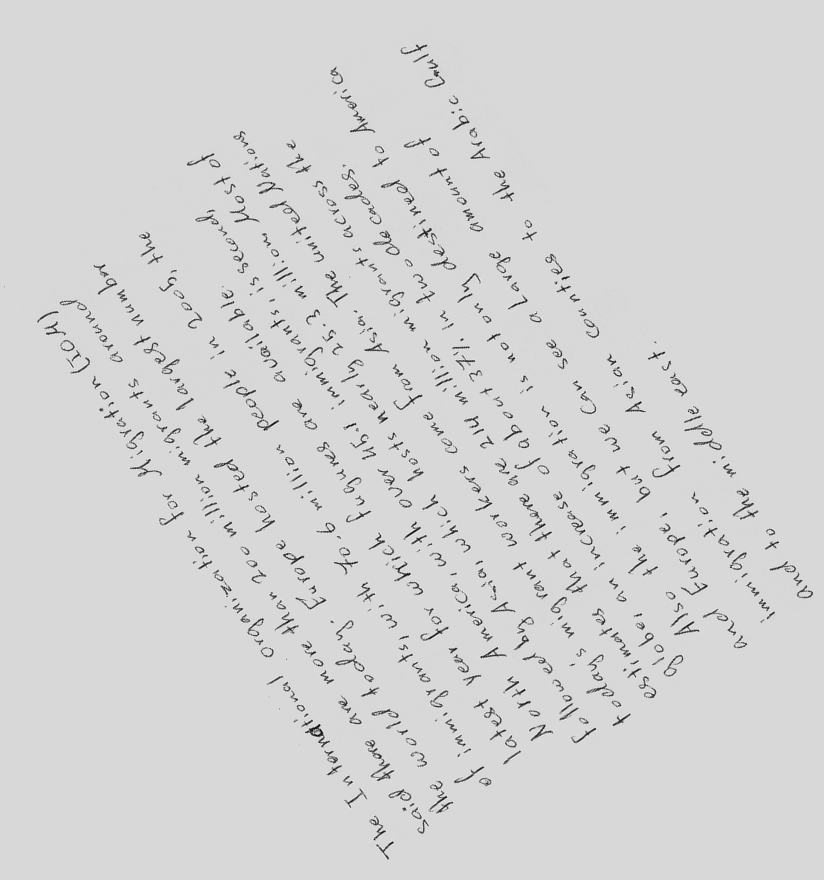 The International Organization for Migration (IOM)
said there are more than 200 million migrants around
the world today. Europe hosted the largest number
of immigrants, with 70.6 million people in 2005, the
latest year for which fugunes are available.
North America, with over 45.1 immigrants, is second,
followed by Asia, which hosts nearly 25.3 million. Most of
today's migrant workers come from Asia. The united Nations
estimates that there are 214 million migrants across the
globe, an increase of about 37% in two decades.
Also the immigration is not only destined to America
and Europe, but we can see a large amount of
immigration from Asian counties to the Arabic Gulf
and to the middle east.